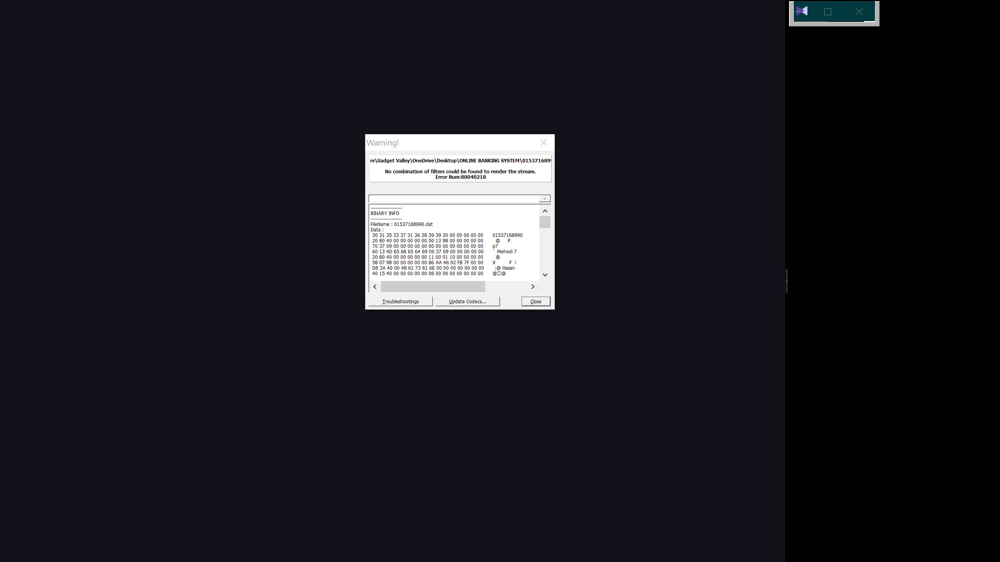 Warning!
rs\Gadget Valley\OneDrive\Desktop\ONLINE BANKING SYSTEM\0153716899
No combination of filters could be found to render the stream.
Error Num:80040218
--------------------
BINARY INFO
--------------------
FileName : 01537168990.dat
Data :
30 31 35 33 37 31 36 38 39 39 30 00 00 00 00 00 01537168990
20 80 40 00 00 00 00 00 50 13 98 00 00 00 00 00 @ P
70 37 09 00 00 00 00 00 00 00 00 00 00 00 00 00 p7
60 13 4D 65 68 65 64 69 00 37 09 00 00 00 00 00 ` Mehedi 7
20 80 40 00 00 00 00 00 11 00 01 10 00 00 00 00 @
58 07 98 00 00 00 00 00 86 AA 46 02 FB 7F 00 00 X F
D8 3A 40 00 48 61 73 61 6E 00 00 00 00 00 00 00 :@ Hasan
40 15 40 00 00 00 00 00 08 00 00 00 00 00 00 00 @□@
Troubleshootings
Update Codecs...
Close